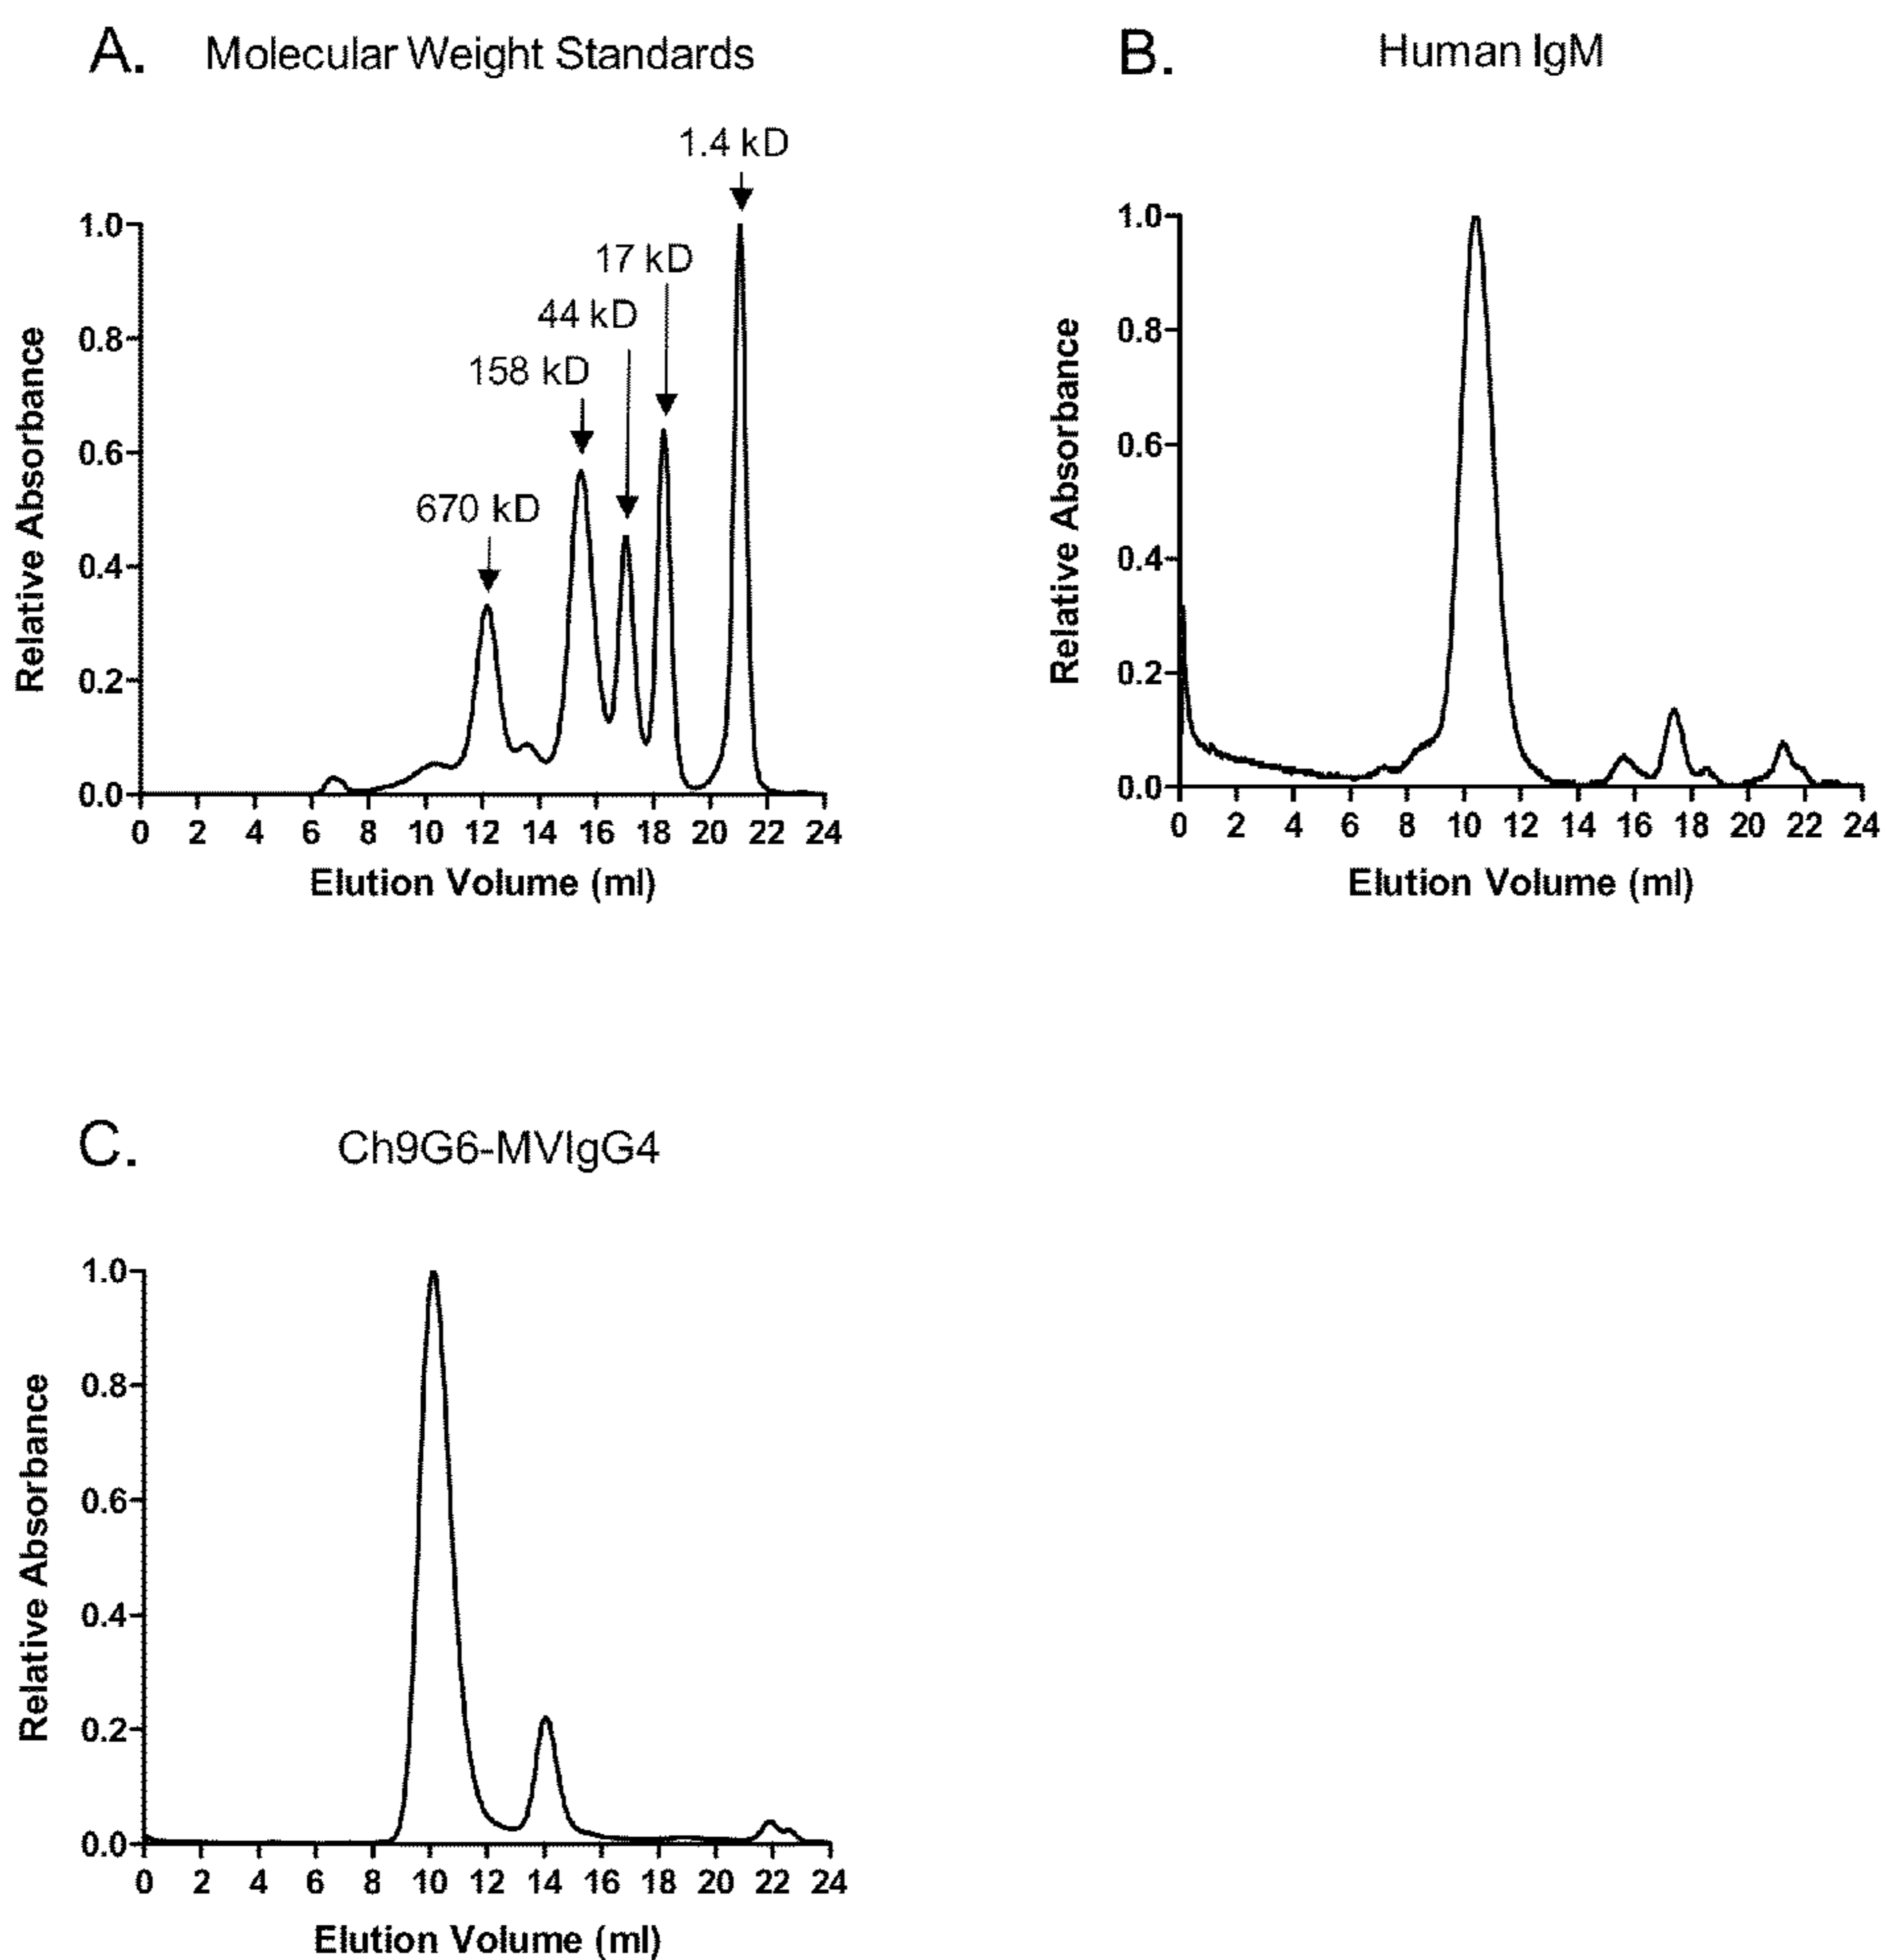 A. Molecular Weight Standards
1.4 kD
17 kD
44 kD
158 kD
670 kD
1.0
0.8
0.6
0.4
0.2
0.0
Relative Absorbance
0 2 4 6 8 10 12 14 16 18 20 22 24
Elution Volume (ml)
B. Human IgM
1.0
0.8
0.6
0.4
0.2
0.0
Relative Absorbance
0 2 4 6 8 10 12 14 16 18 20 22 24
Elution Volume (ml)
C. Ch9G6-MVIgG4
1.0
0.8
0.6
0.4
0.2
0.0
Relative Absorbance
0 2 4 6 8 10 12 14 16 18 20 22 24
Elution Volume (ml)